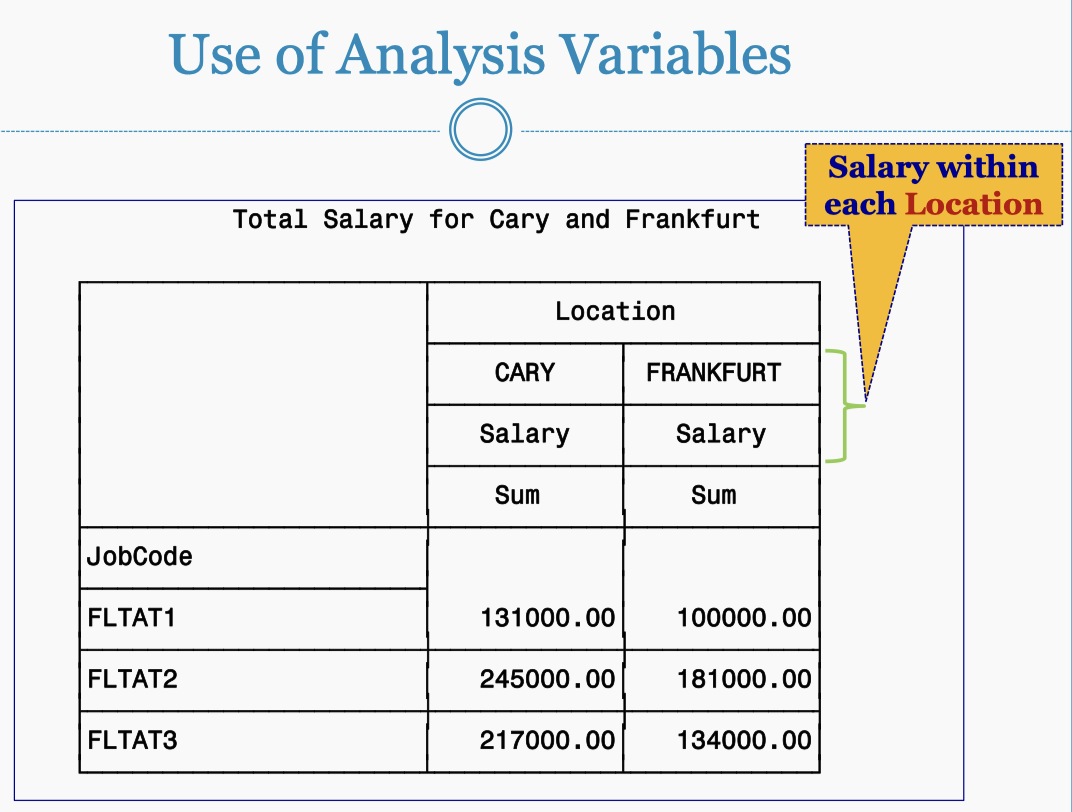 Use of Analysis Variables
Salary within
each Location
Total Salary for Cary and Frankfurt
Location
CARY FRANKFURT
Salary Salary
Sum Sum
JobCode
FLTAT1 131000.00 100000.00
FLTAT2 245000.00 181000.00
FLTAT3 217000.00 134000.00